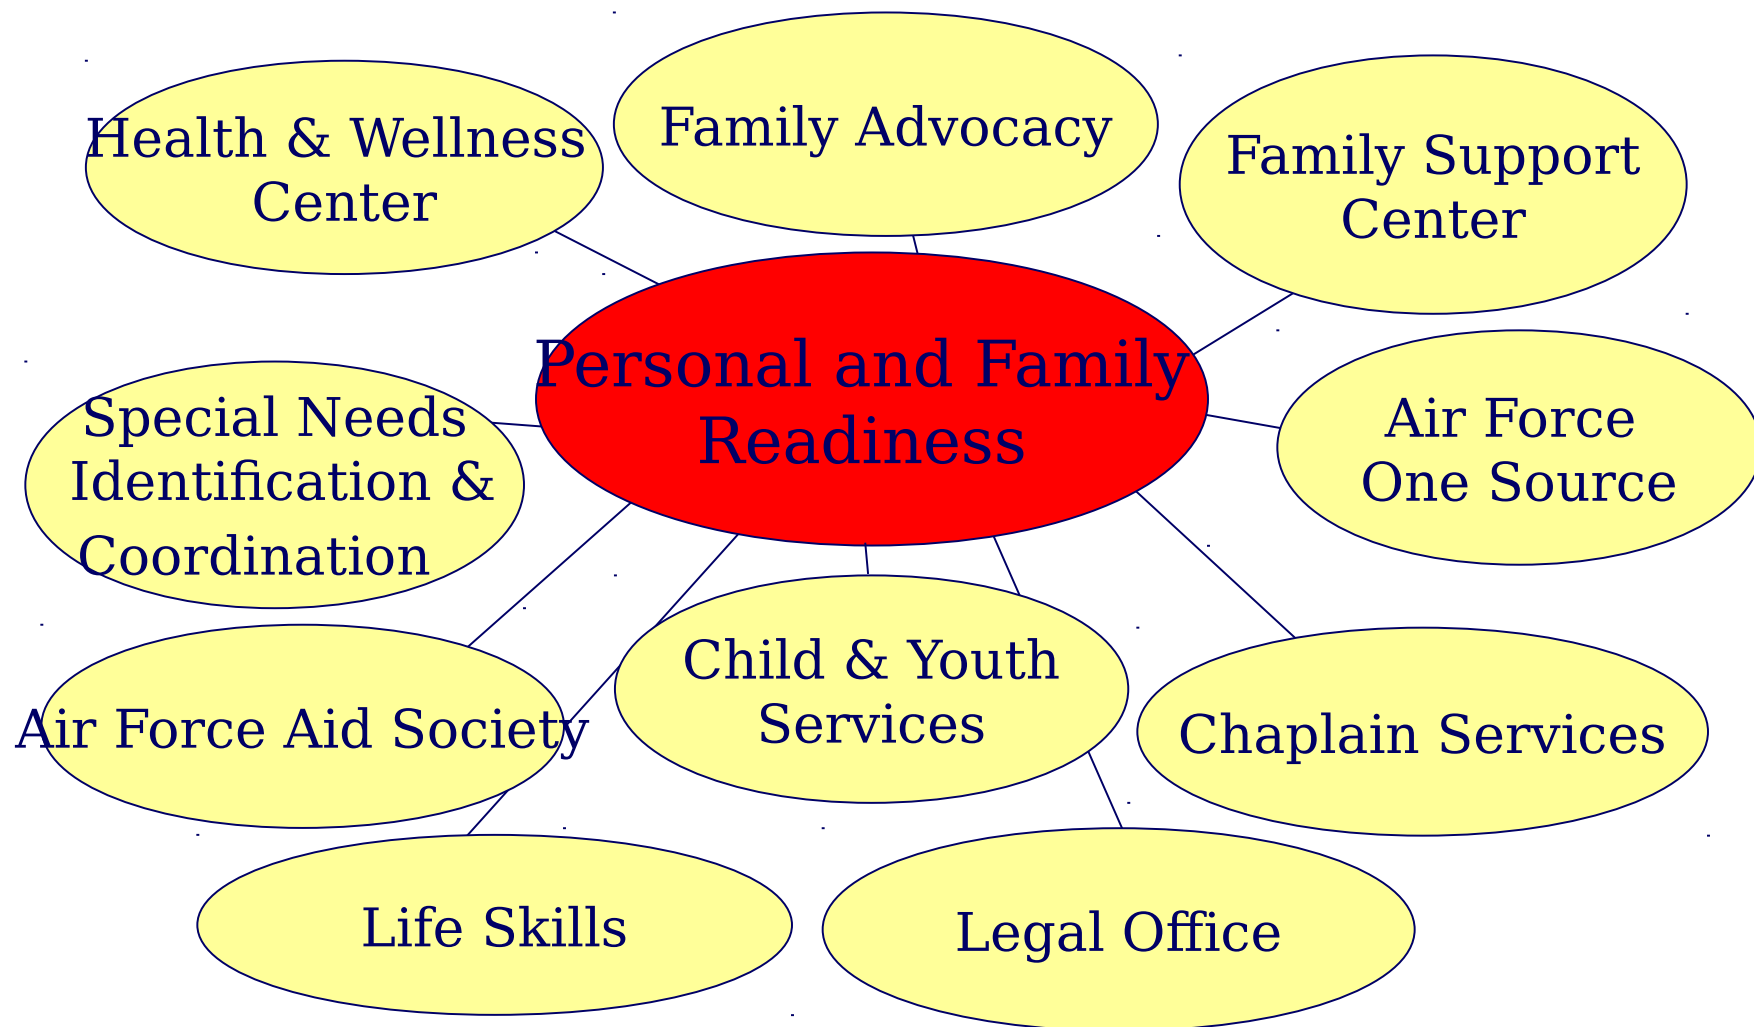 Health & Wellness
Center
Family Advocacy
Family Support
Center
Personal and Family
Readiness
Special Needs
Identification &
Coordination
Air Force
One Source
Air Force Aid Society
Child & Youth
Services
Chaplain Services
Life Skills
Legal Office